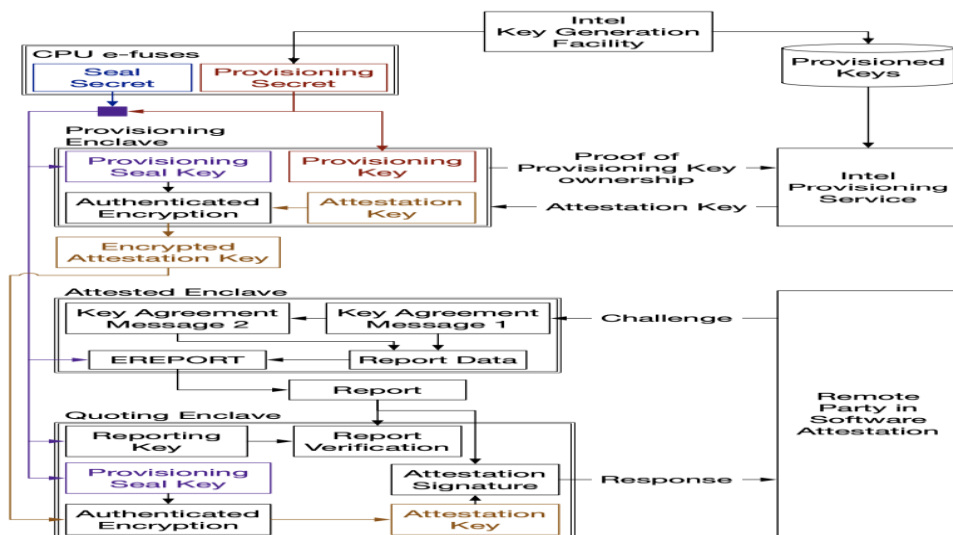 Intel
Key Generation
Facility
CPU e-fuses
Seal
Secret
Provisioning
Secret
Provisioned
Keys
Provisioning
Enclave
Provisioning
Seal Key
Provisioning
Key
Proof of
Provisioning Key
ownership
Intel
Provisioning
Service
Authenticated
Encryption
Attestation
Key
Attestation Key
Encrypted
Attestation Key
Attested Enclave
Key Agreement
Message 2
Key Agreement
Message 1
Challenge
EREPORT
Report Data
Report
Remote
Party in
Software
Attestation
Quoting Enclave
Reporting
Key
Report
Verification
Provisioning
Seal Key
Attestation
Signature
Response
Authenticated
Encryption
Attestation
Key